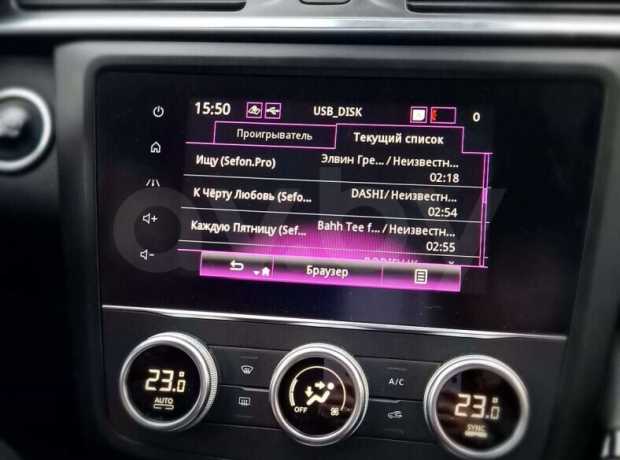 15:50 USB_DISK 0
Проигрыватель Текущий список
Ищу (Sefon.Pro) Элвин Гре... / Неизвестн...
02:18
К Чёрту Любовь (Sefo... DASHI/ Неизвестн...
02:54
Каждую Пятницу (Sef... Bahh Tee f... / Неизвестн...
02:55
Браузер
23.0 AUTO
OFF
A/C
23.0 SYNC
av.by